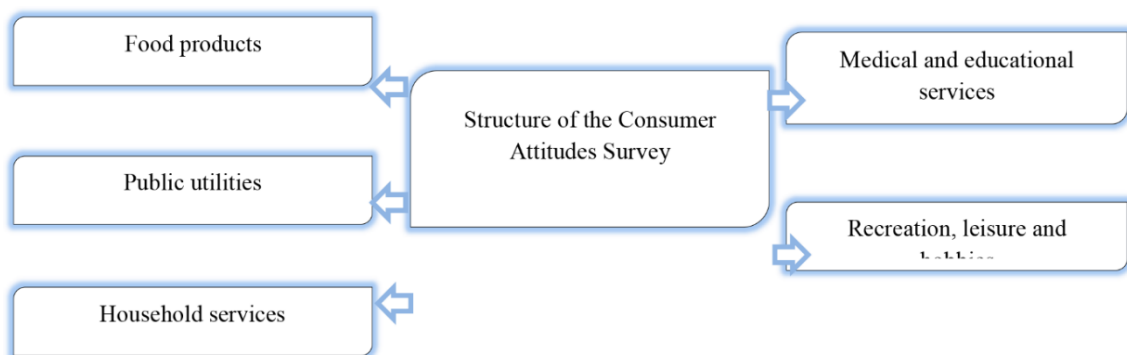 Food products
Public utilities
Household services
Structure of the Consumer
Attitudes Survey
Medical and educational
services
Recreation, leisure and